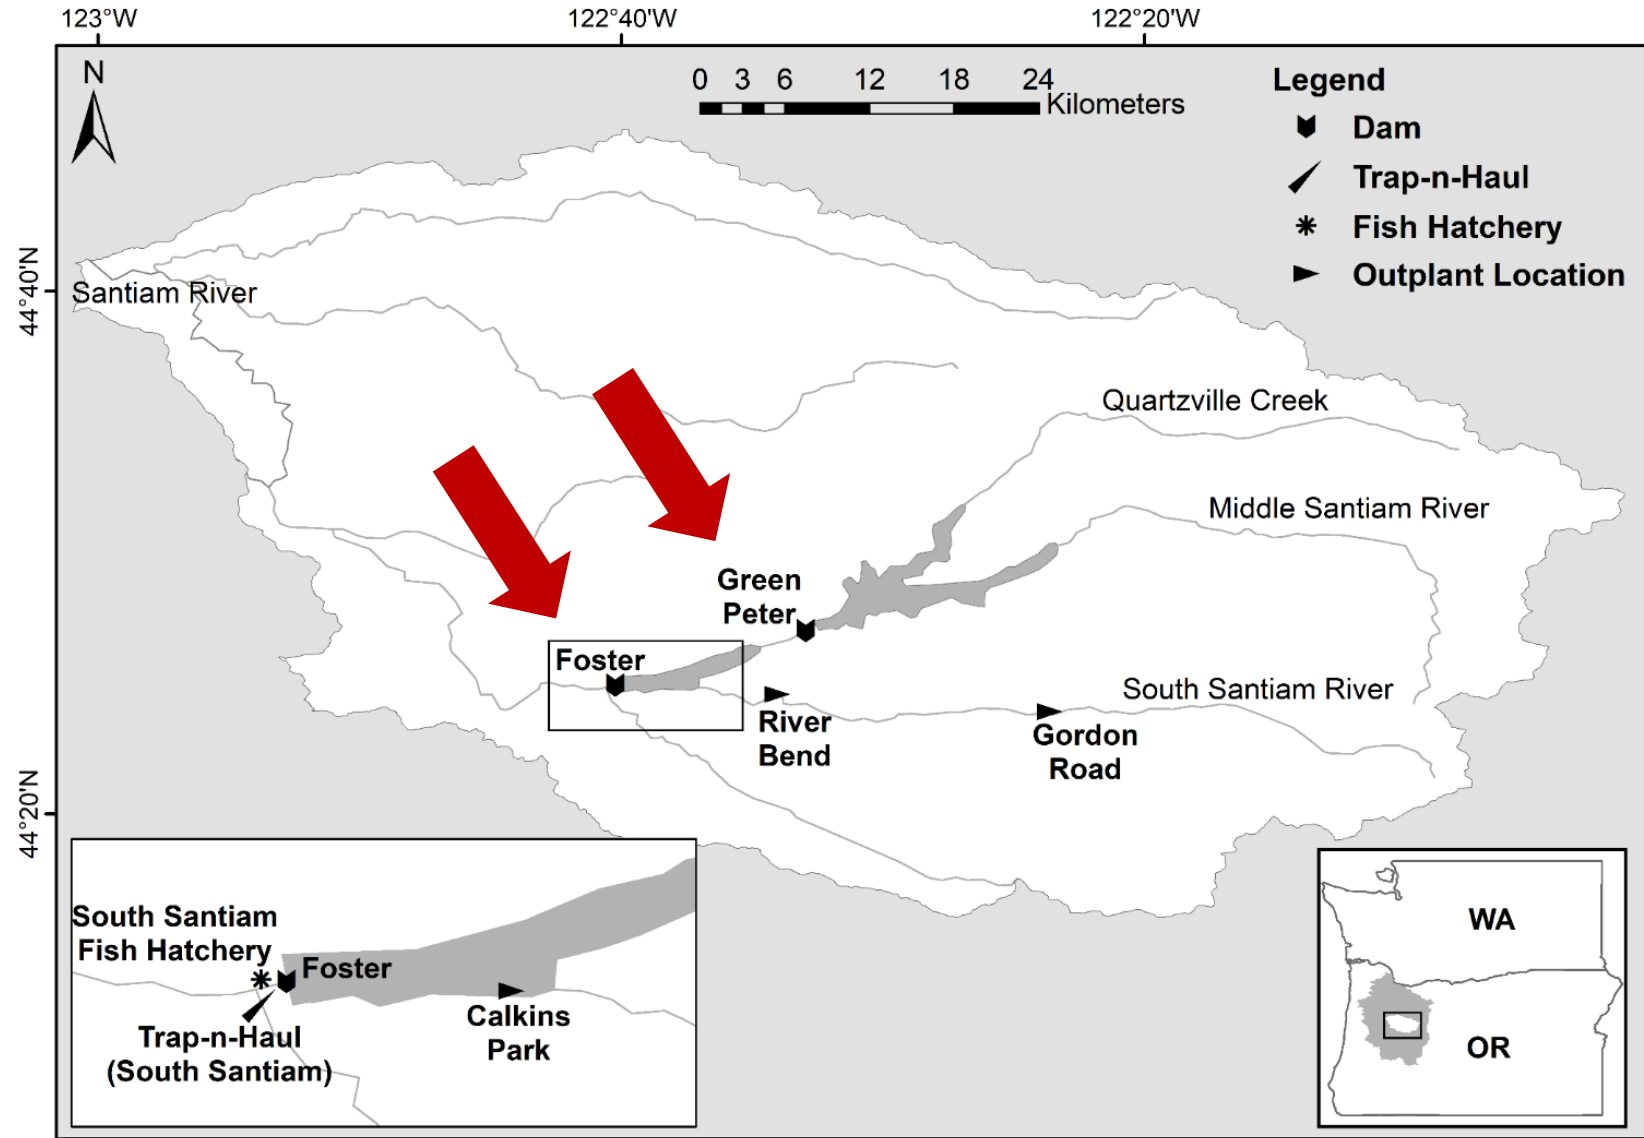 123°W
122°40'W
122°20'W
N
0 3 6 12 18 24
Kilometers
Legend
Dam
Trap-n-Haul
Fish Hatchery
Outplant Location
44°40'N
Santiam River
Quartzville Creek
Middle Santiam River
Green
Peter
Foster
South Santiam River
River
Bend
Gordon
Road
44°20'N
South Santiam
Fish Hatchery
Foster
Calkins
Park
Trap-n-Haul
(South Santiam)
WA
OR